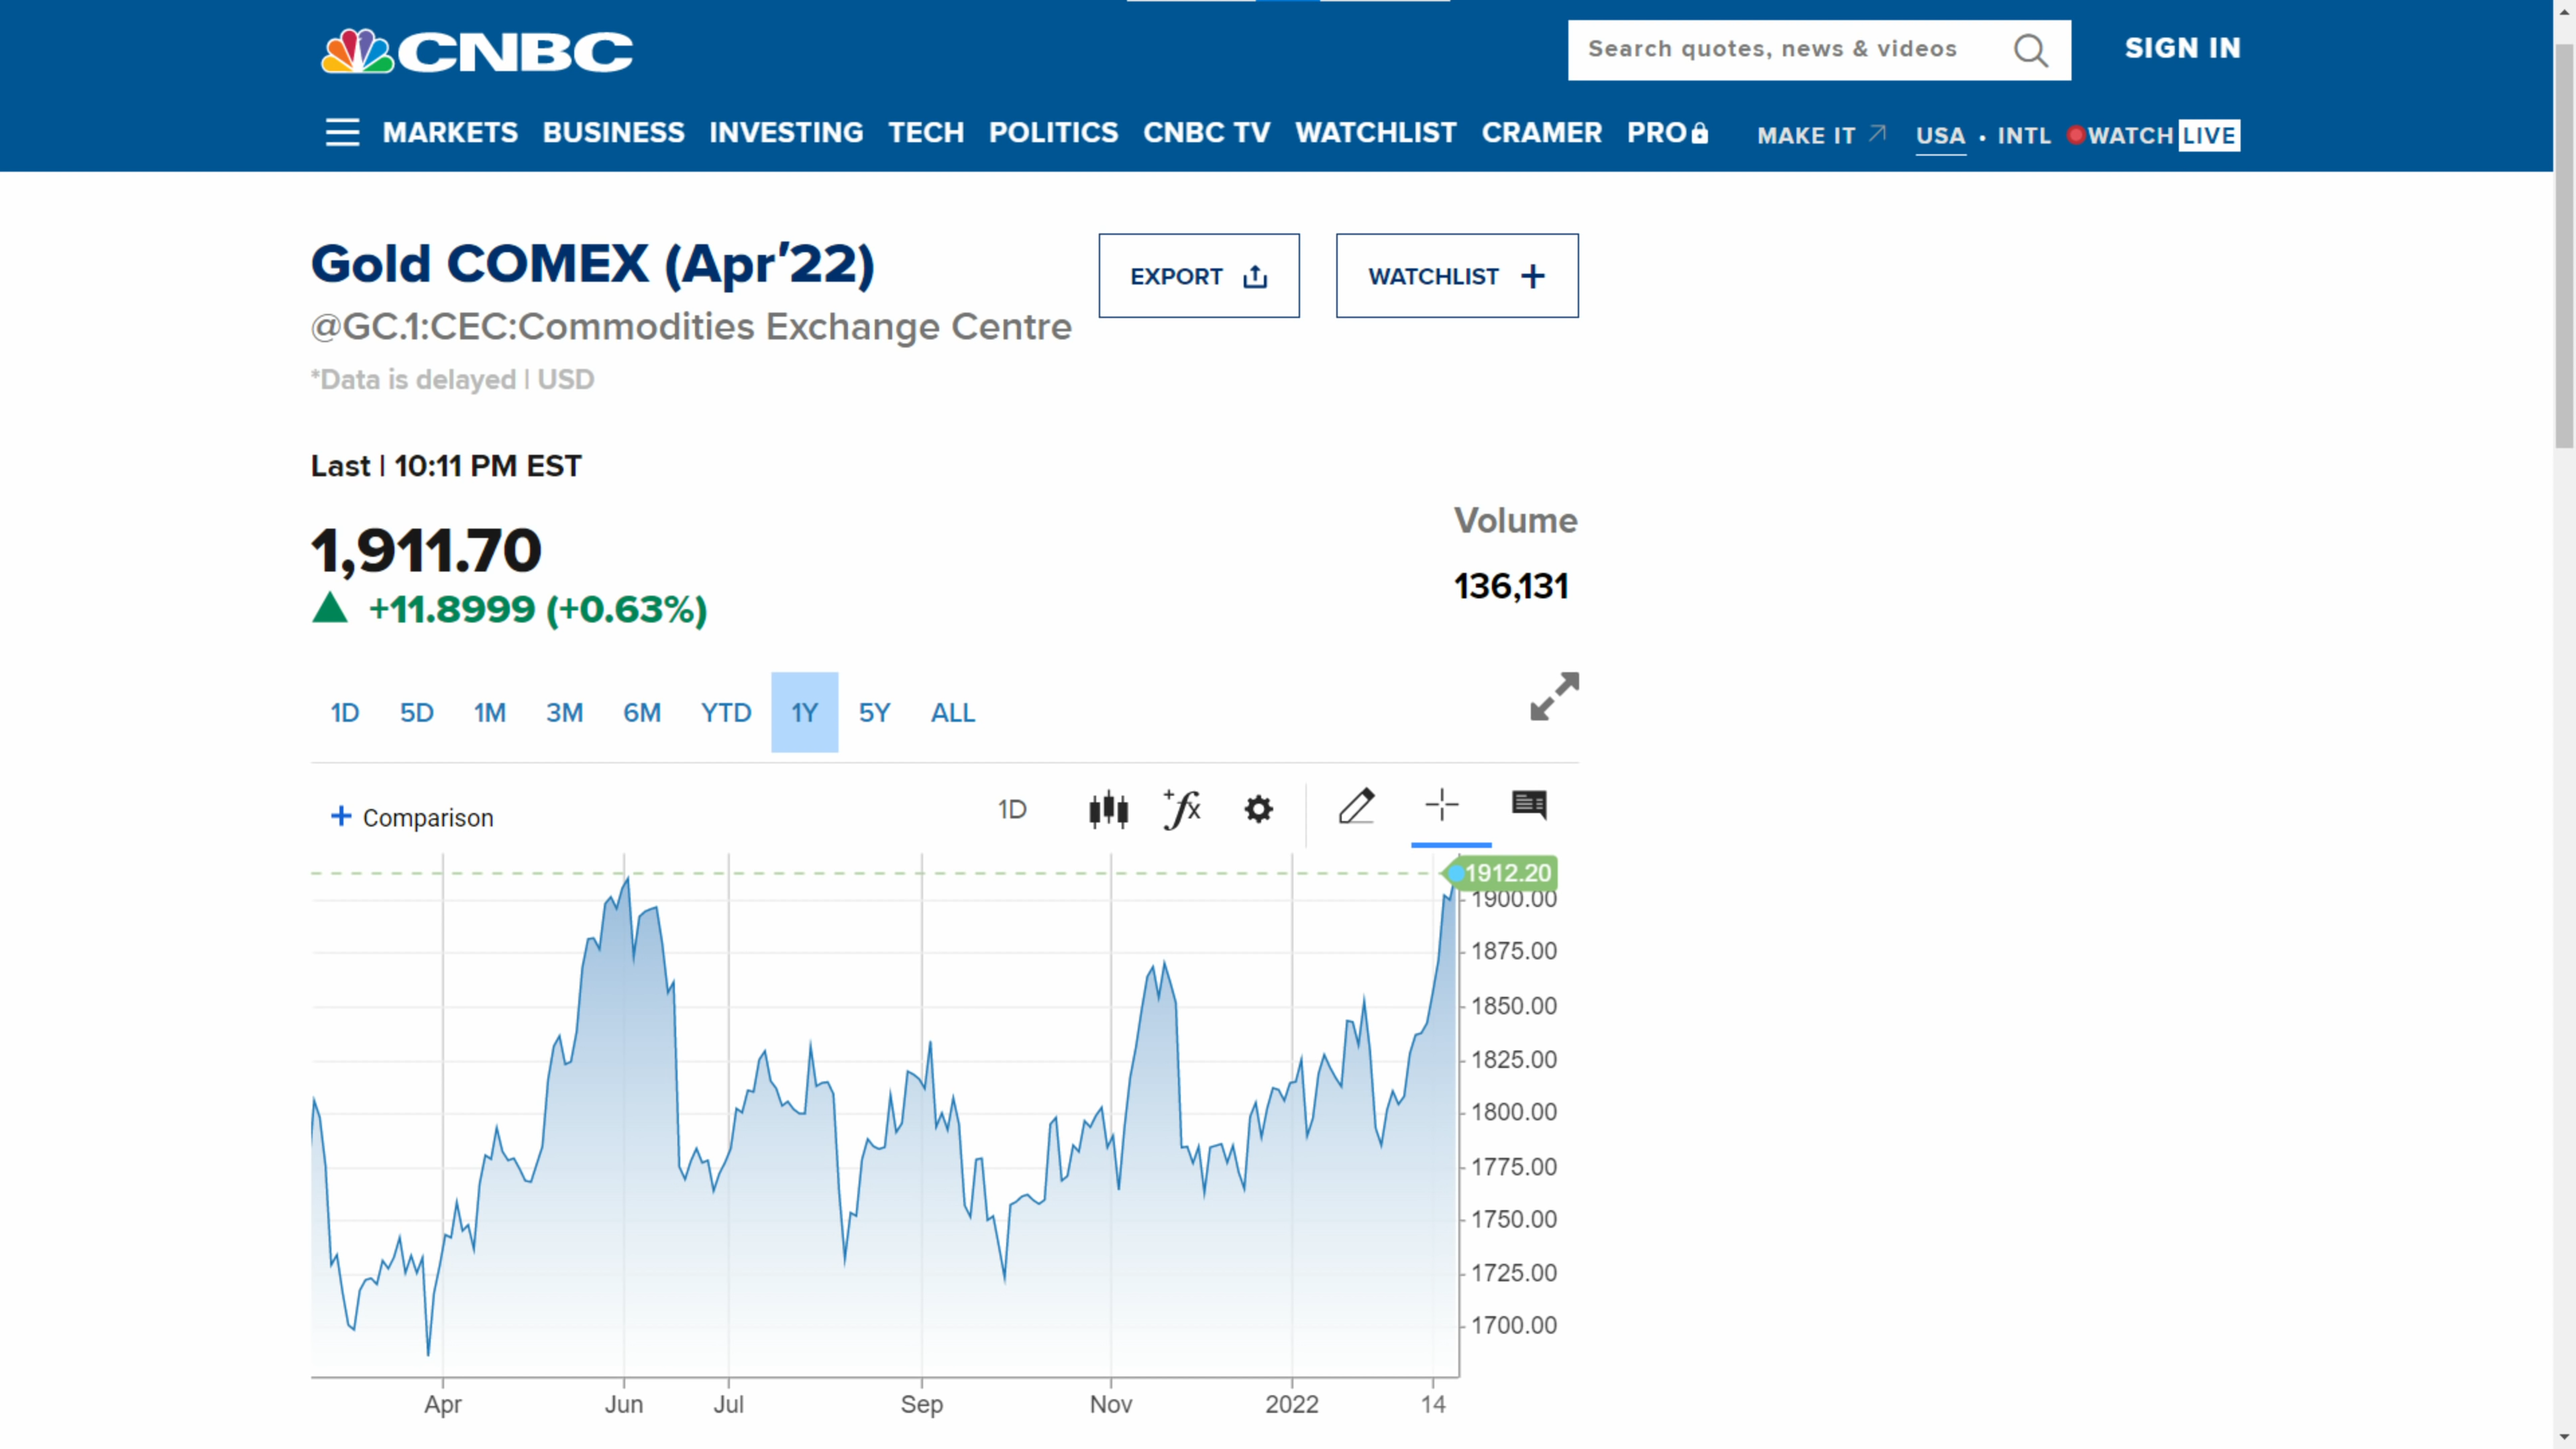 CNBC
Search quotes, news & videos
SIGN IN
MARKETS BUSINESS INVESTING TECH POLITICS CNBC TV WATCHLIST CRAMER PRO MAKE IT USA • INTL WATCH LIVE
Gold COMEX (Apr′22)
EXPORT
WATCHLIST +
@GC.1:CEC:Commodities Exchange Centre
*Data is delayed | USD
Last | 10:11 PM EST
1,911.70
+11.8999 (+0.63%)
Volume
136,131
1D 5D 1M 3M 6M YTD 1Y 5Y ALL
+ Comparison
1D
+fx
1912.20
1900.00
1875.00
1850.00
1825.00
1800.00
1775.00
1750.00
1725.00
1700.00
Apr Jun Jul Sep Nov 2022 14